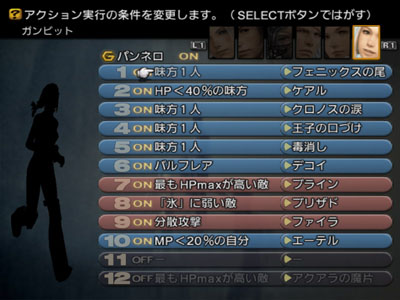 アクション実行の条件を変更します。（SELECTボタンではがす）
ガンビット
L1 R1
パンネロ ON
1 味方1人 フェニックスの尾
2 ON HP＜40％の味方 ケアル
3 ON 味方1人 クロノスの涙
4 ON 味方1人 王子の口づけ
5 ON 味方1人 毒消し
6 ON バルフレア デコイ
7 ON 最もHPmaxが高い敵 ブライン
8 ON 「氷」に弱い敵 ブリザド
9 ON 分散攻撃 ファイラ
10 ON MP＜20％の自分 エーテル
11 OFF － －
12 OFF 最もHPmaxが高い敵 アクアラの魔片